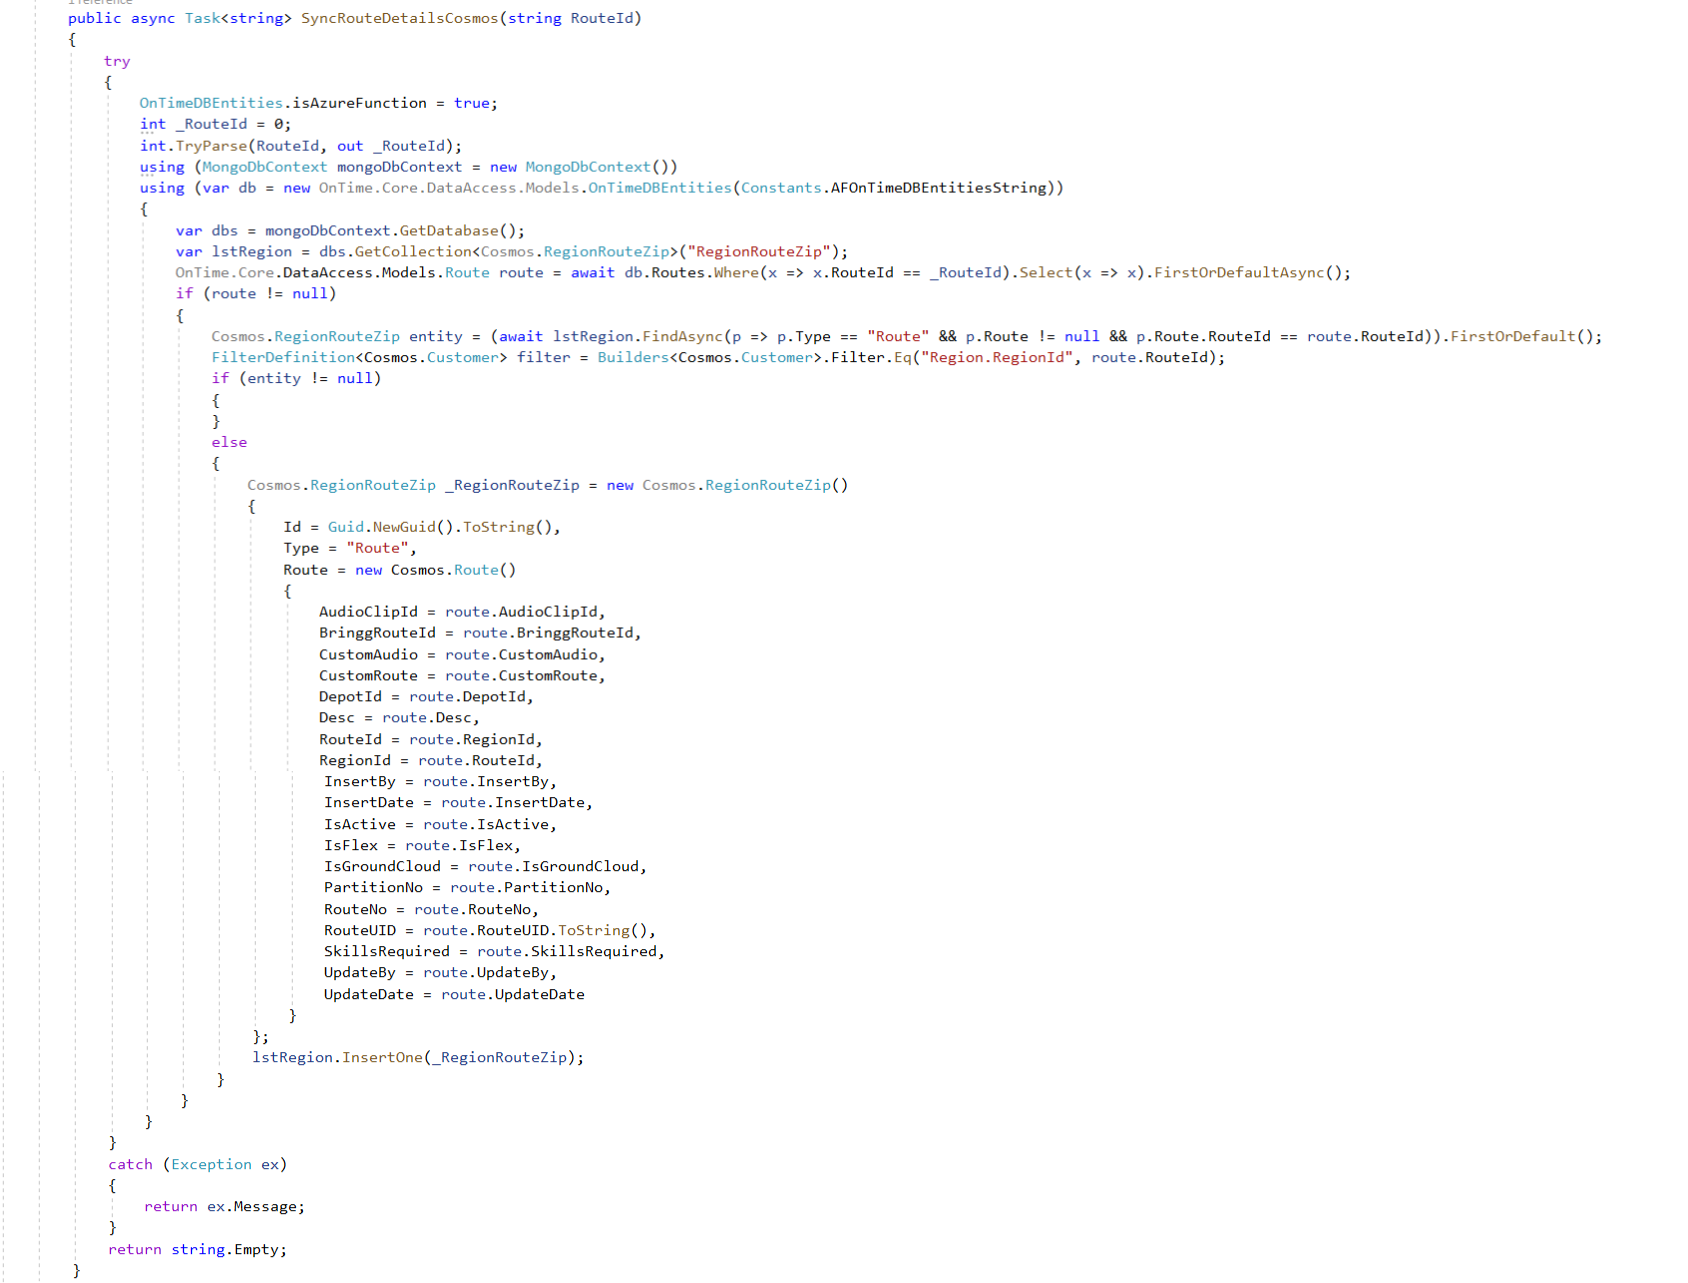 1 reference
public async Task<string> SyncRouteDetailsCosmos(string RouteId)
{
try
{
OnTimeDBEntities.isAzureFunction = true;
int _RouteId = 0;
int.TryParse(RouteId, out _RouteId);
using (MongoDbContext mongoDbContext = new MongoDbContext())
using (var db = new OnTime.Core.DataAccess.Models.OnTimeDBEntities(Constants.AFOnTimeDBEntitiesString))
{
var dbs = mongoDbContext.GetDatabase();
var lstRegion = dbs.GetCollection<Cosmos.RegionRouteZip>("RegionRouteZip");
OnTime.Core.DataAccess.Models.Route route = await db.Routes.Where(x => x.RouteId == _RouteId).Select(x => x).FirstOrDefaultAsync();
if (route != null)
{
Cosmos.RegionRouteZip entity = (await lstRegion.FindAsync(p => p.Type == "Route" && p.Route != null && p.Route.RouteId == route.RouteId)).FirstOrDefault();
FilterDefinition<Cosmos.Customer> filter = Builders<Cosmos.Customer>.Filter.Eq("Region.RegionId", route.RouteId);
if (entity != null)
{
}
else
{
Cosmos.RegionRouteZip _RegionRouteZip = new Cosmos.RegionRouteZip()
{
Id = Guid.NewGuid().ToString(),
Type = "Route",
Route = new Cosmos.Route()
{
AudioClipId = route.AudioClipId,
BringgRouteId = route.BringgRouteId,
CustomAudio = route.CustomAudio,
CustomRoute = route.CustomRoute,
DepotId = route.DepotId,
Desc = route.Desc,
RouteId = route.RegionId,
RegionId = route.RouteId,
InsertBy = route.InsertBy,
InsertDate = route.InsertDate,
IsActive = route.IsActive,
IsFlex = route.IsFlex,
IsGroundCloud = route.IsGroundCloud,
PartitionNo = route.PartitionNo,
RouteNo = route.RouteNo,
RouteUID = route.RouteUID.ToString(),
SkillsRequired = route.SkillsRequired,
UpdateBy = route.UpdateBy,
UpdateDate = route.UpdateDate
}
};
lstRegion.InsertOne(_RegionRouteZip);
}
}
}
}
catch (Exception ex)
{
return ex.Message;
}
return string.Empty;
}